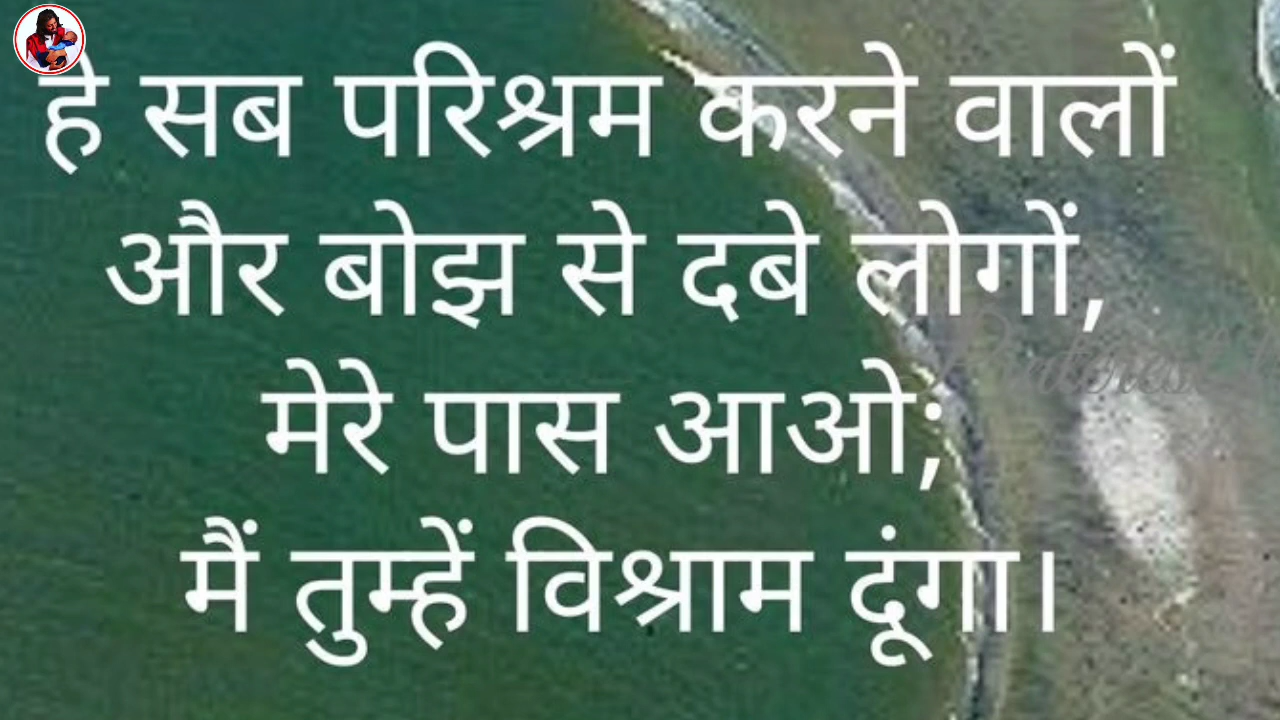 हे सब परिश्रम करने वालों
और बोझ से दबे लोगों,
मेरे पास आओ;
मैं तुम्हें विश्राम दूंगा।